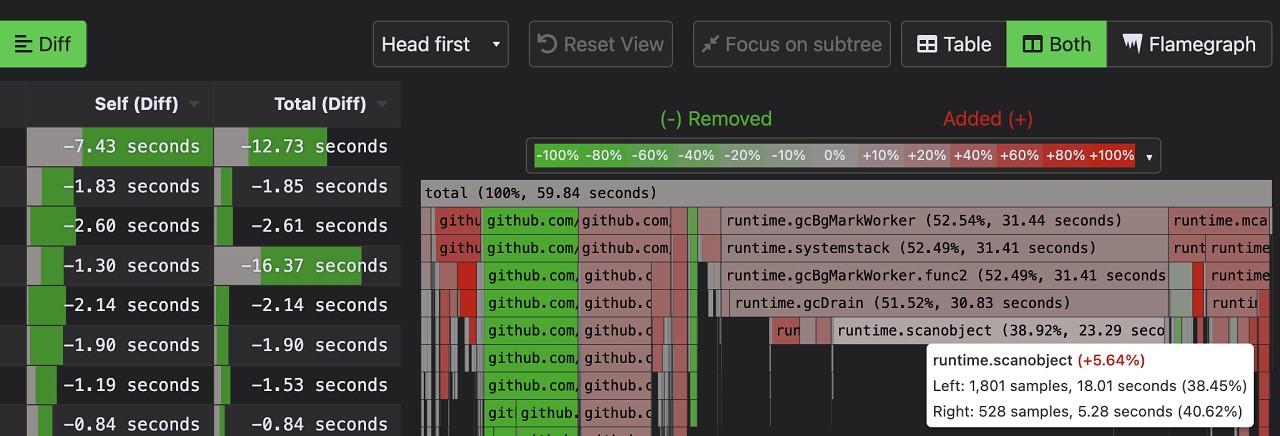 Diff
Head first
Reset View
Focus on subtree
Table
Both
Flamegraph
Self (Diff)
Total (Diff)
-7.43 seconds
-12.73 seconds
-1.83 seconds
-1.85 seconds
-2.60 seconds
-2.61 seconds
-1.30 seconds
-16.37 seconds
-2.14 seconds
-2.14 seconds
-1.90 seconds
-1.90 seconds
-1.19 seconds
-1.53 seconds
-0.84 seconds
-0.84 seconds
(-) Removed
Added (+)
-100% -80% -60% -40% -20% -10% 0% +10% +20% +40% +60% +80% +100%
total (100%, 59.84 seconds)
githu github.com/ github.com, runtime.gcBgMarkWorker (52.54%, 31.44 seconds) runtime.mca
githu github.com/ github.com, runtime.systemstack (52.49%, 31.41 seconds) runt runtime
github.com/ github.c runtime.gcBgMarkWorker.func2 (52.49%, 31.41 seconds runtime
github.com/ github.c runtime.gcDrain (51.52%, 30.83 seconds) runti
github.com/ github.c run runtime.scanobject (38.92%, 23.29 seco
github.com/ github.c
github.com/ github.c
git github. github.c
runtime.scanobject (+5.64%)
Left: 1,801 samples, 18.01 seconds (38.45%)
Right: 528 samples, 5.28 seconds (40.62%)